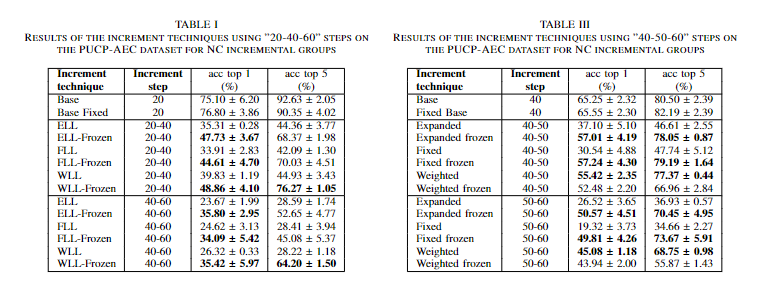 TABLE I
RESULTS OF THE INCREMENT TECHNIQUES USING "20-40-60" STEPS ON
THE PUCP-AEC DATASET FOR NC INCREMENTAL GROUPS
Increment Increment acc top 1 acc top 5
technique step (%) (%)
Base 20 75.10 ± 6.20 92.63 ± 2.05
Base Fixed 20 76.80 ± 3.86 90.35 ± 4.02
ELL 20-40 35.31 ± 0.28 44.36 ± 3.77
ELL-Frozen 20-40 47.73 ± 3.67 68.37 ± 1.98
FLL 20-40 33.91 ± 2.83 42.09 ± 1.30
FLL-Frozen 20-40 44.61 ± 4.70 70.03 ± 4.51
WLL 20-40 39.83 ± 1.19 44.93 ± 3.43
WLL-Frozen 20-40 48.86 ± 4.10 76.27 ± 1.05
ELL 40-60 23.67 ± 1.99 28.59 ± 1.74
ELL-Frozen 40-60 35.80 ± 2.95 52.65 ± 4.77
FLL 40-60 24.62 ± 3.13 28.41 ± 3.94
FLL-Frozen 40-60 34.09 ± 5.42 45.08 ± 5.37
WLL 40-60 26.32 ± 0.33 28.22 ± 1.18
WLL-Frozen 40-60 35.42 ± 5.97 64.20 ± 1.50
TABLE III
RESULTS OF THE INCREMENT TECHNIQUES USING "40-50-60" STEPS ON
THE PUCP-AEC DATASET FOR NC INCREMENTAL GROUPS
Increment Increment acc top 1 acc top 5
technique step (%) (%)
Base 40 65.25 ± 2.32 80.50 ± 2.39
Fixed Base 40 65.55 ± 2.30 82.19 ± 2.39
Expanded 40-50 37.10 ± 5.10 46.61 ± 2.55
Expanded frozen 40-50 57.01 ± 4.19 78.05 ± 0.87
Fixed 40-50 30.54 ± 4.88 47.74 ± 5.12
Fixed frozen 40-50 57.24 ± 4.30 79.19 ± 1.64
Weighted 40-50 55.42 ± 2.35 77.37 ± 0.44
Weighted frozen 40-50 52.48 ± 2.20 66.96 ± 2.84
Expanded 50-60 26.52 ± 3.65 36.93 ± 0.57
Expanded frozen 50-60 50.57 ± 4.51 70.45 ± 4.95
Fixed 50-60 19.32 ± 3.73 34.66 ± 2.27
Fixed frozen 50-60 49.81 ± 4.26 73.67 ± 5.91
Weighted 50-60 45.08 ± 1.18 68.75 ± 0.98
Weighted frozen 50-60 43.94 ± 2.00 55.87 ± 1.43